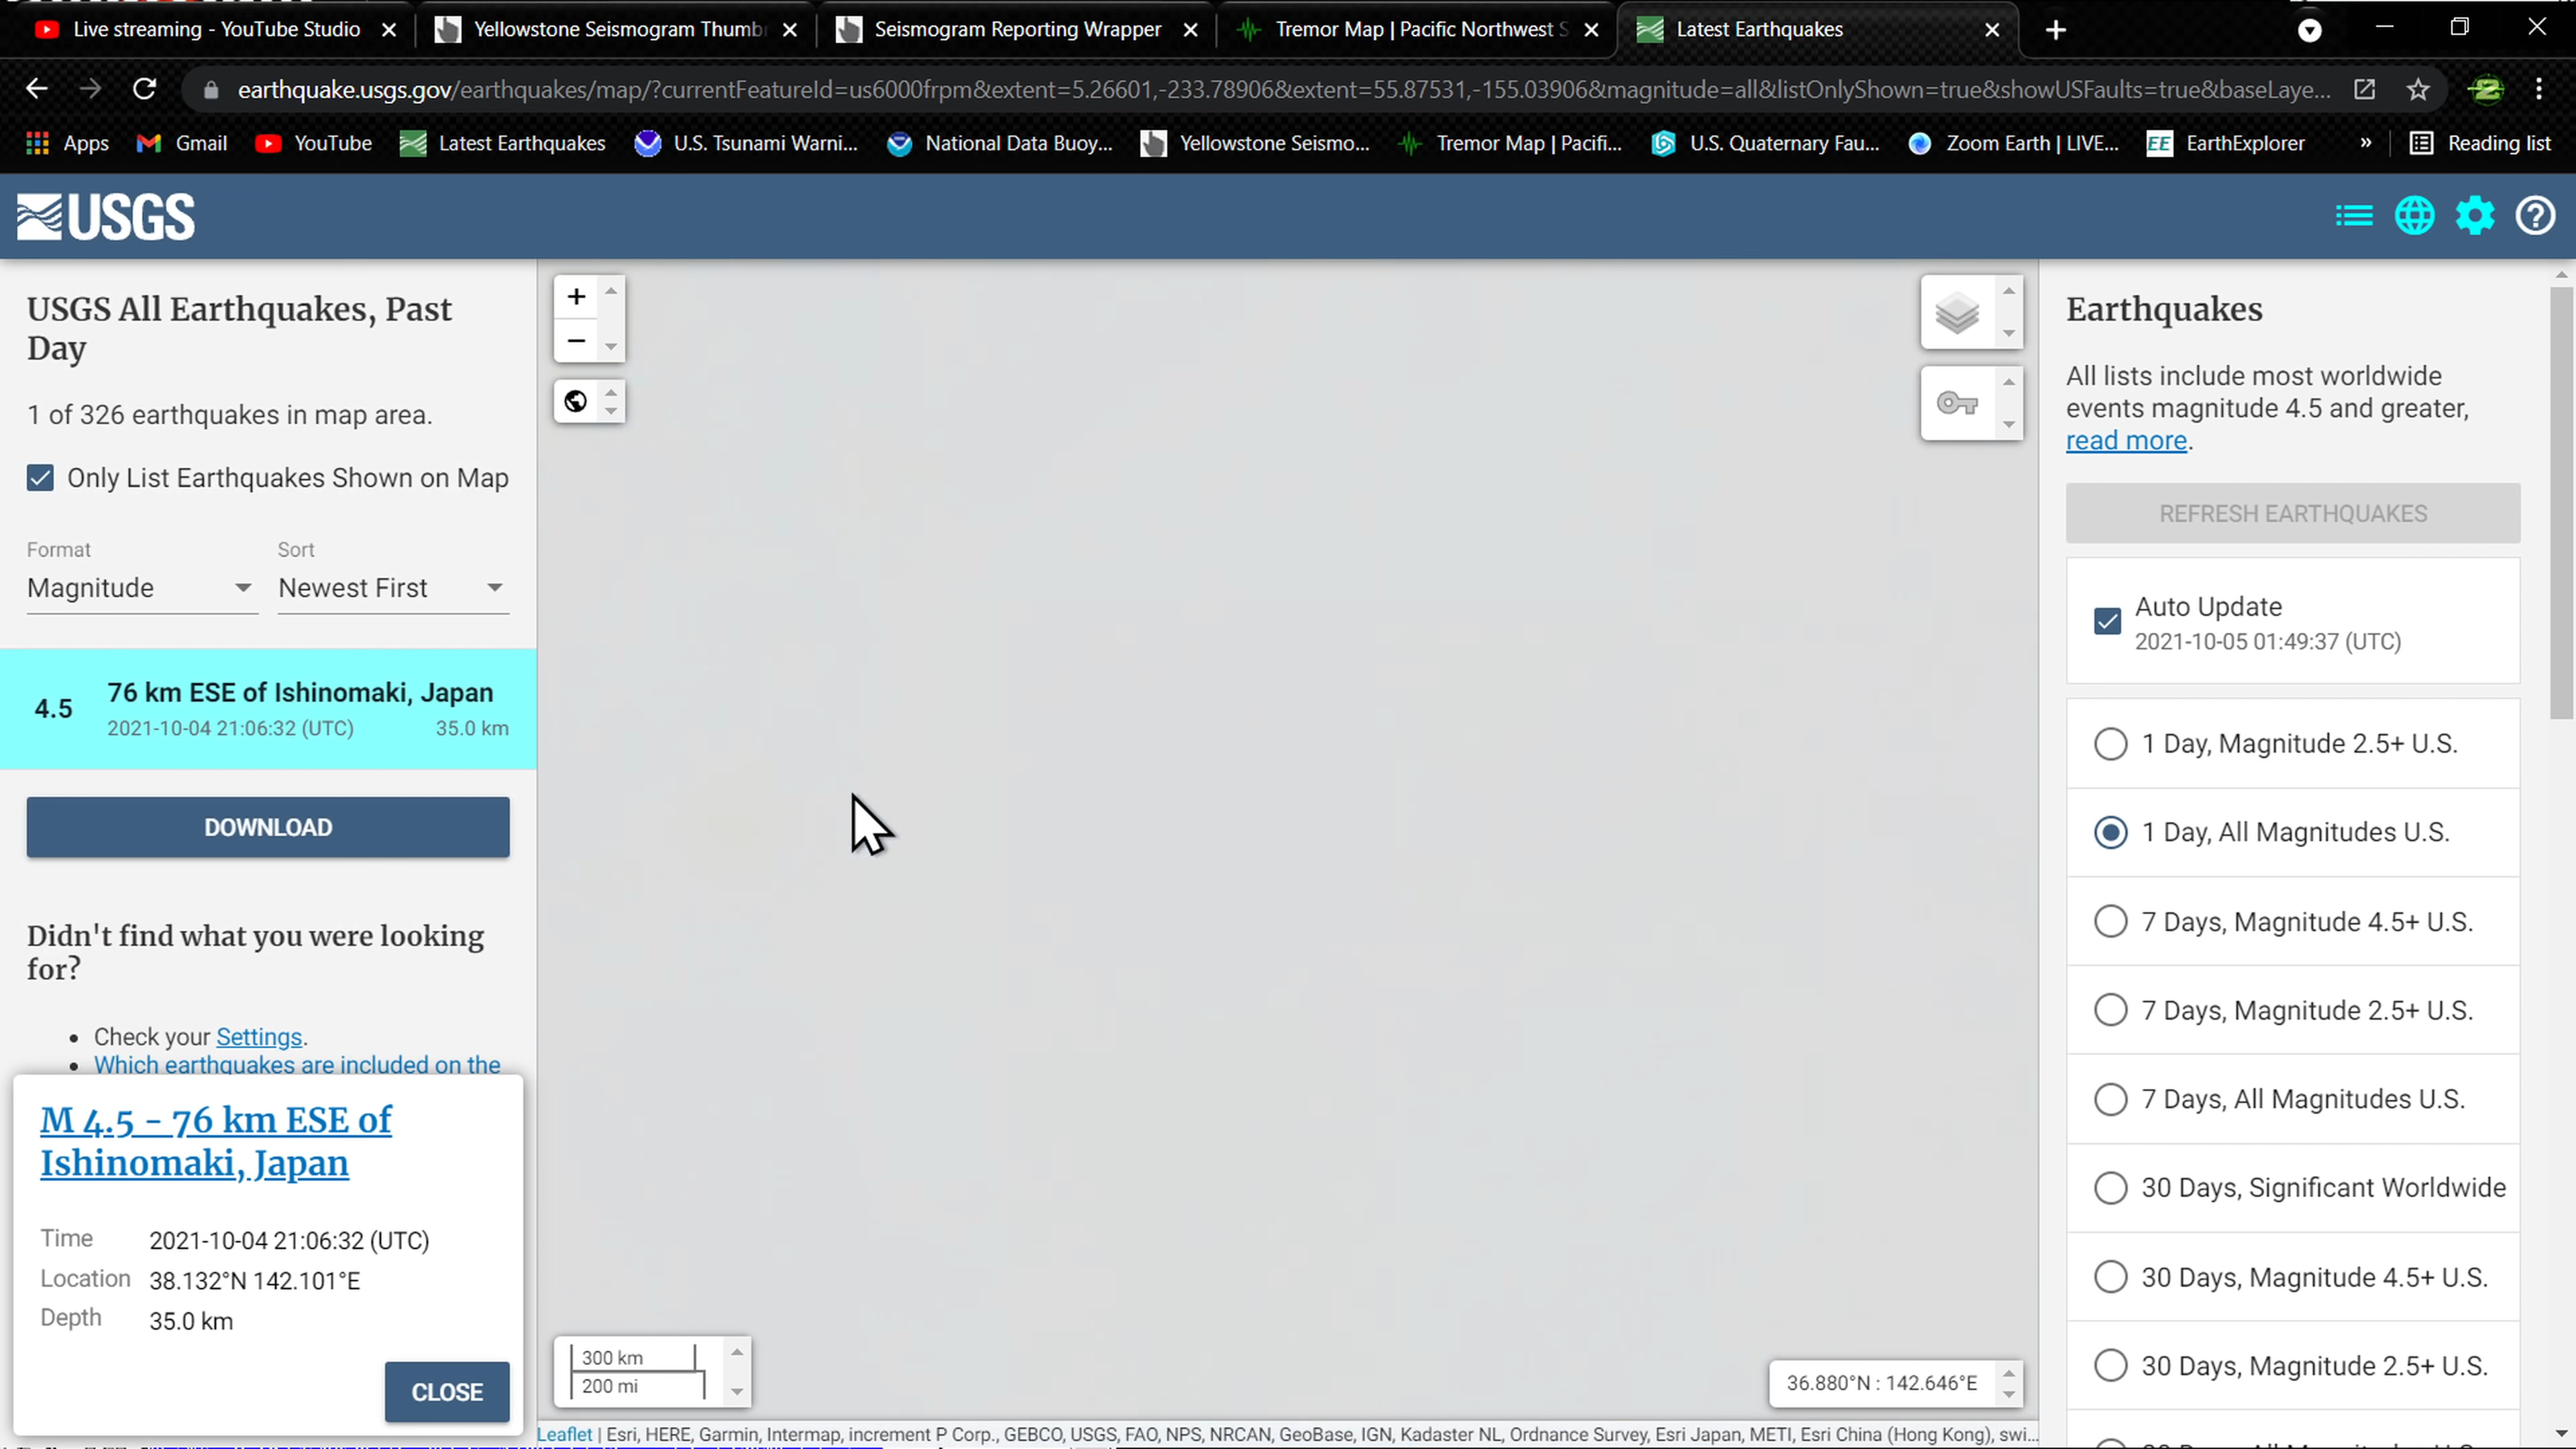 Live streaming - YouTube Studio
Yellowstone Seismogram Thumb
Seismogram Reporting Wrapper
Tremor Map | Pacific Northwest S
Latest Earthquakes
earthquake.usgs.gov/earthquakes/map/?currentFeatureId=us6000frpm&extent=5.26601,-233.78906&extent=55.87531,-155.03906&magnitude=all&listOnlyShown=true&showUSFaults=true&baseLaye...
Apps
Gmail
YouTube
Latest Earthquakes
U.S. Tsunami Warni...
National Data Buoy...
Yellowstone Seismo...
Tremor Map | Pacifi...
U.S. Quaternary Fau...
Zoom Earth | LIVE...
EE
EarthExplorer
»
Reading list
USGS
USGS All Earthquakes, Past
Day
1 of 326 earthquakes in map area.
Only List Earthquakes Shown on Map
Format
Magnitude
Sort
Newest First
4.5
76 km ESE of Ishinomaki, Japan
2021-10-04 21:06:32 (UTC)
35.0 km
DOWNLOAD
Didn't find what you were looking
for?
• Check your Settings.
• Which earthquakes are included on the
M 4.5 - 76 km ESE of
Ishinomaki, Japan
Time 2021-10-04 21:06:32 (UTC)
Location 38.132°N 142.101°E
Depth 35.0 km
CLOSE
+
−
300 km
200 mi
36.880°N : 142.646°E
Leaflet | Esri, HERE, Garmin, Intermap, increment P Corp., GEBCO, USGS, FAO, NPS, NRCAN, GeoBase, IGN, Kadaster NL, Ordnance Survey, Esri Japan, METI, Esri China (Hong Kong), swi...
Earthquakes
All lists include most worldwide
events magnitude 4.5 and greater,
read more.
REFRESH EARTHQUAKES
Auto Update
2021-10-05 01:49:37 (UTC)
1 Day, Magnitude 2.5+ U.S.
1 Day, All Magnitudes U.S.
7 Days, Magnitude 4.5+ U.S.
7 Days, Magnitude 2.5+ U.S.
7 Days, All Magnitudes U.S.
30 Days, Significant Worldwide
30 Days, Magnitude 4.5+ U.S.
30 Days, Magnitude 2.5+ U.S.